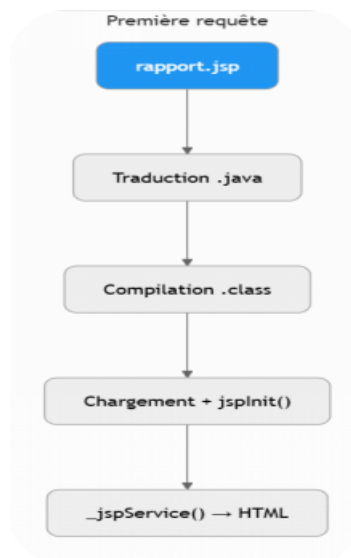 Première requête
rapport.jsp
Traduction .java
Compilation .class
Chargement + jspInit()
_jspService() → HTML